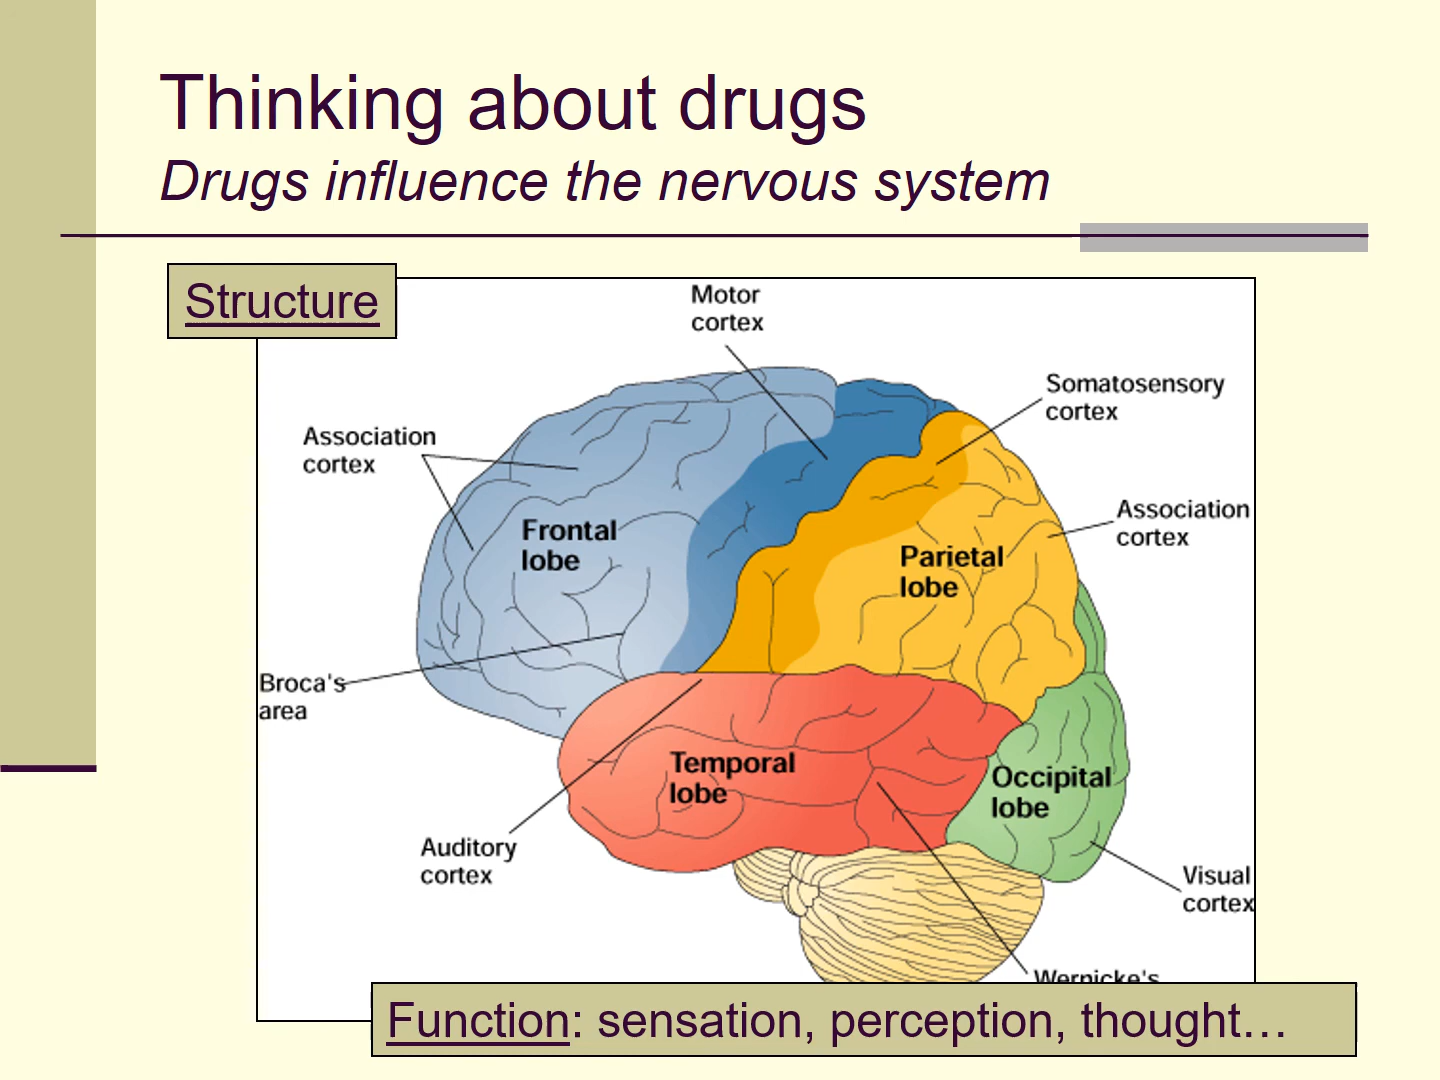 Thinking about drugs
Drugs influence the nervous system
Structure
Motor
cortex
Somatosensory
cortex
Association
cortex
Association
cortex
Frontal
lobe
Parietal
lobe
Broca's
area
Temporal
lobe
Occipital
lobe
Auditory
cortex
Visual
cortex
Wernicke's
Function: sensation, perception, thought...